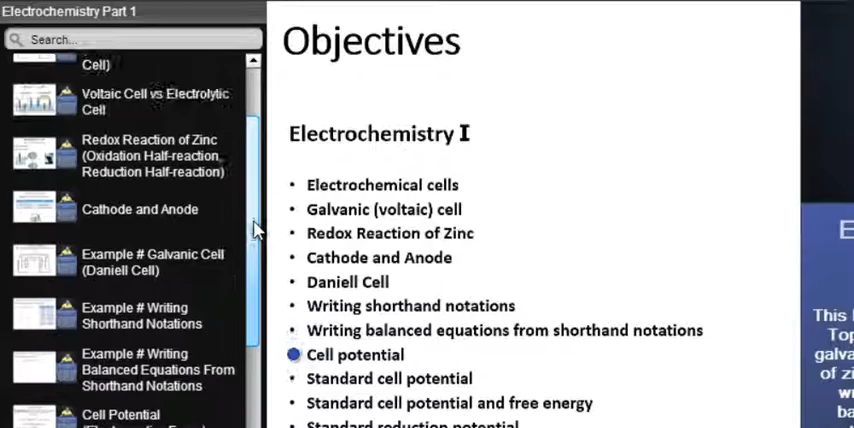 Electrochemistry Part 1
Search...
Cell)
Voltaic Cell vs Electrolytic
Cell
Redox Reaction of Zinc
(Oxidation Half-reaction
Reduction Half-reaction)
Cathode and Anode
Example # Galvanic Cell
(Daniell Cell)
Example # Writing
Shorthand Notations
Example # Writing
Balanced Equations From
Shorthand Notations
Cell Potential
Objectives
Electrochemistry I
• Electrochemical cells
• Galvanic (voltaic) cell
• Redox Reaction of Zinc
• Cathode and Anode
• Daniell Cell
• Writing shorthand notations
• Writing balanced equations from shorthand notations
Cell potential
• Standard cell potential
• Standard cell potential and free energy
• Standard reduction potential
E
This
Top
galva
of zi
w
ba